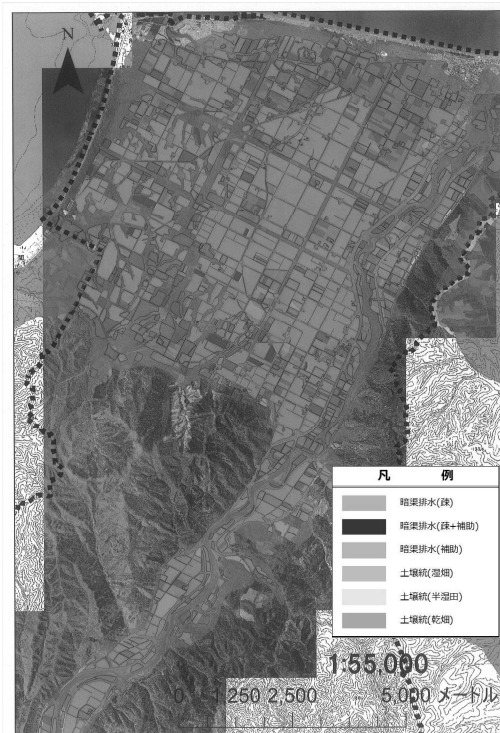 N
凡 例
暗渠排水(疎)
暗渠排水(疎+補助)
暗渠排水(補助)
土壌統(湿畑)
土壌統(半湿田)
土壌統(乾畑)
1:55,000
0 1,250 2,500 5,000 メートル